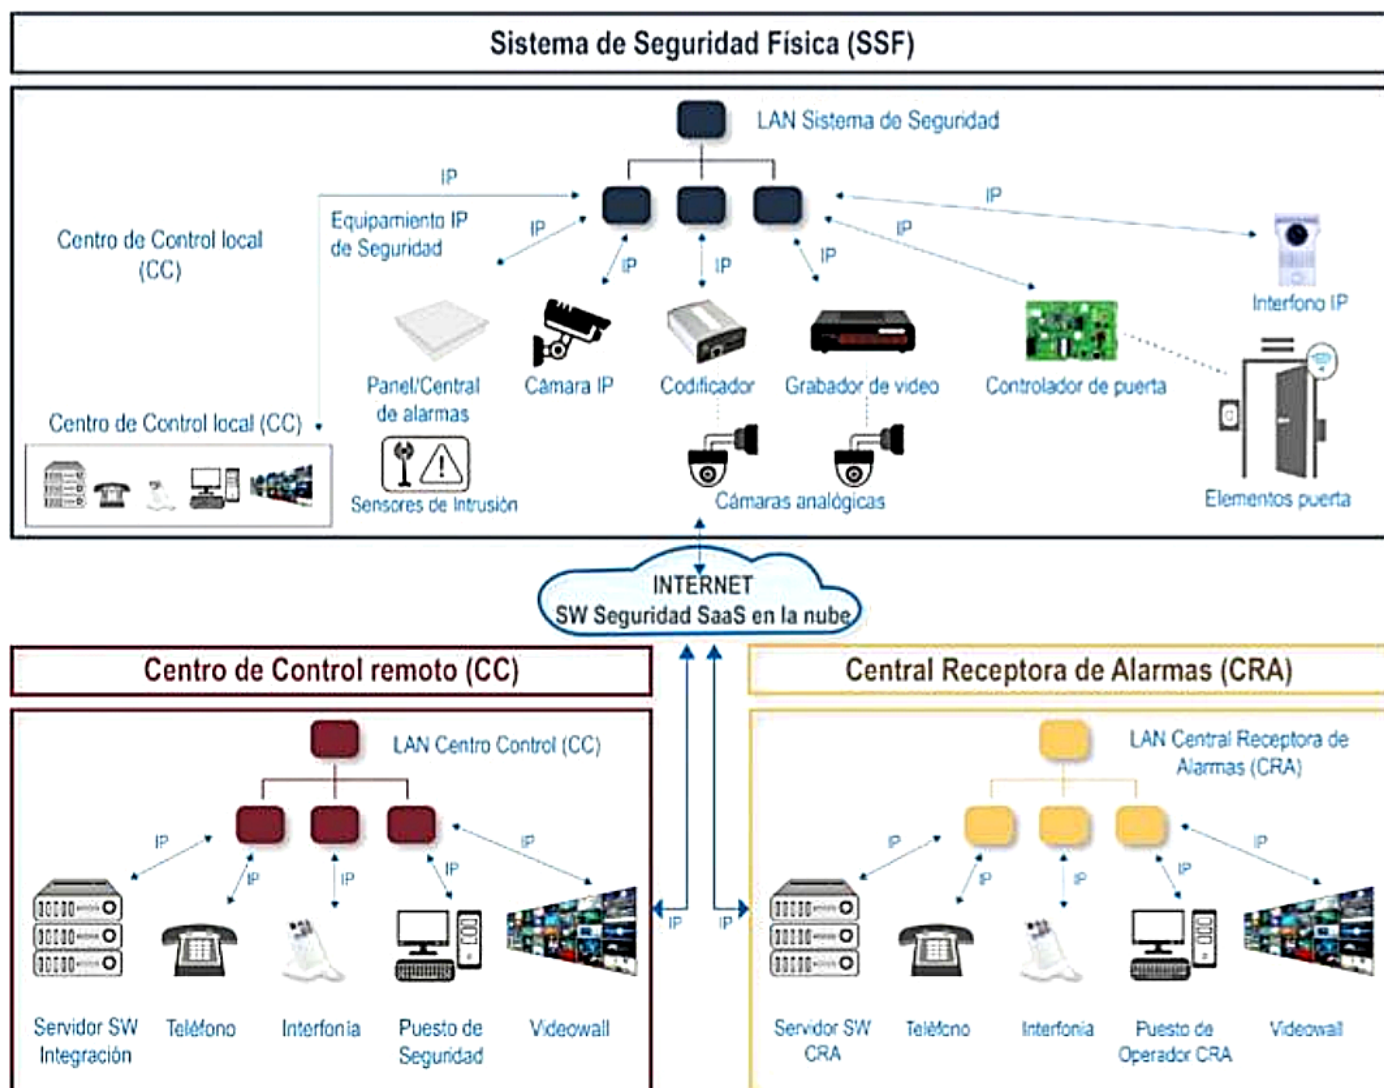 Sistema de Seguridad Física (SSF)
LAN Sistema de Seguridad
IP
IP
Equipamiento IP
de Seguridad
IP
IP
Centro de Control local
(CC)
IP
IP
IP
Interfono IP
Panel/Central
de alarmas
Cámara IP
Codificador
Grabador de video
Controlador de puerta
Centro de Control local (CC)
Sensores de Intrusión
Cámaras analógicas
Elementos puerta
INTERNET
SW Seguridad SaaS en la nube
Centro de Control remoto (CC)
LAN Centro Control (CC)
IP
IP
IP
IP
IP
IP
Servidor SW
Integración
Teléfono
Interfonía
Puesto de
Seguridad
Videowall
Central Receptora de Alarmas (CRA)
LAN Central Receptora de
Alarmas (CRA)
IP
IP
IP
IP
IP
IP
Servidor SW
CRA
Teléfono
Interfonía
Puesto de
Operador CRA
Videowall